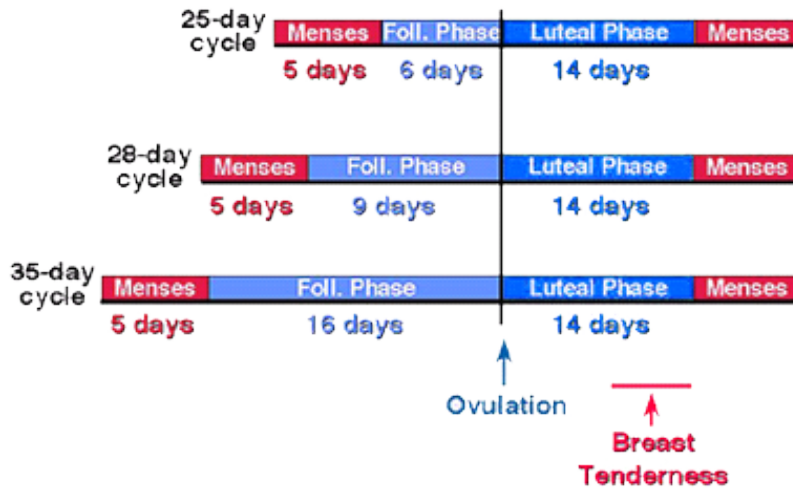 25-day
cycle
Menses Foll. Phase Luteal Phase Menses
5 days 6 days 14 days
28-day
cycle
Menses Foll. Phase Luteal Phase Menses
5 days 9 days 14 days
35-day
cycle
Menses Foll. Phase Luteal Phase Menses
5 days 16 days 14 days
Ovulation
Breast
Tenderness